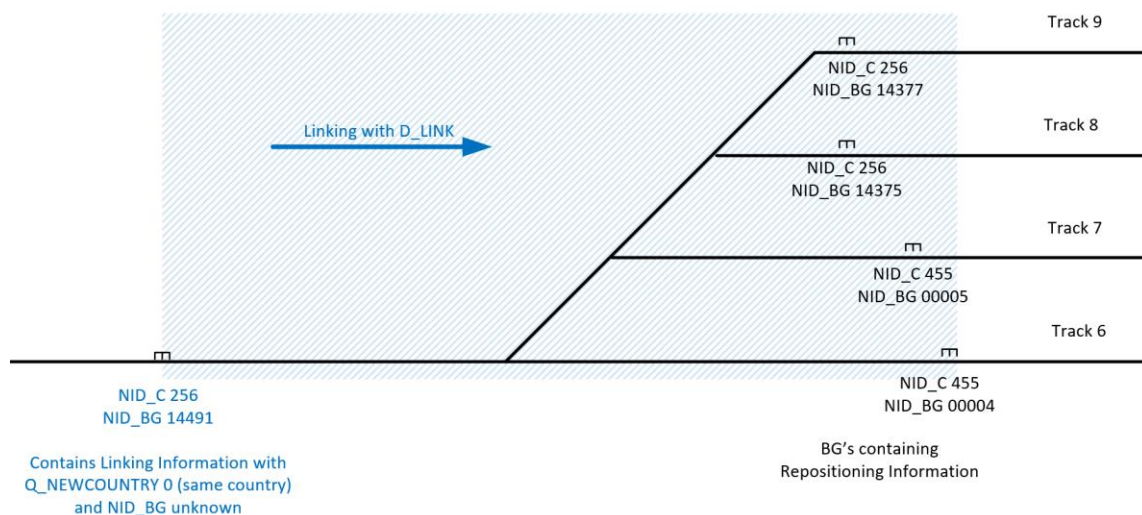 Track 9
NID_C 256
NID_BG 14377
Linking with D_LINK
Track 8
NID_C 256
NID_BG 14375
Track 7
NID_C 455
NID_BG 00005
Track 6
NID_C 256
NID_BG 14491
NID_C 455
NID_BG 00004
Contains Linking Information with
Q_NEWCOUNTRY 0 (same country)
and NID_BG unknown
BG's containing
Repositioning Information